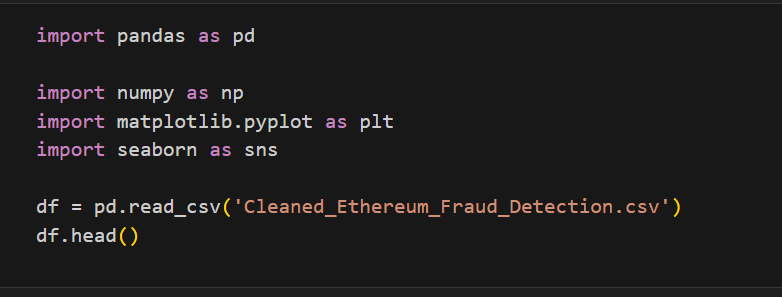 import pandas as pd
import numpy as np
import matplotlib.pyplot as plt
import seaborn as sns
df = pd.read_csv('Cleaned_Ethereum_Fraud_Detection.csv')
df.head()